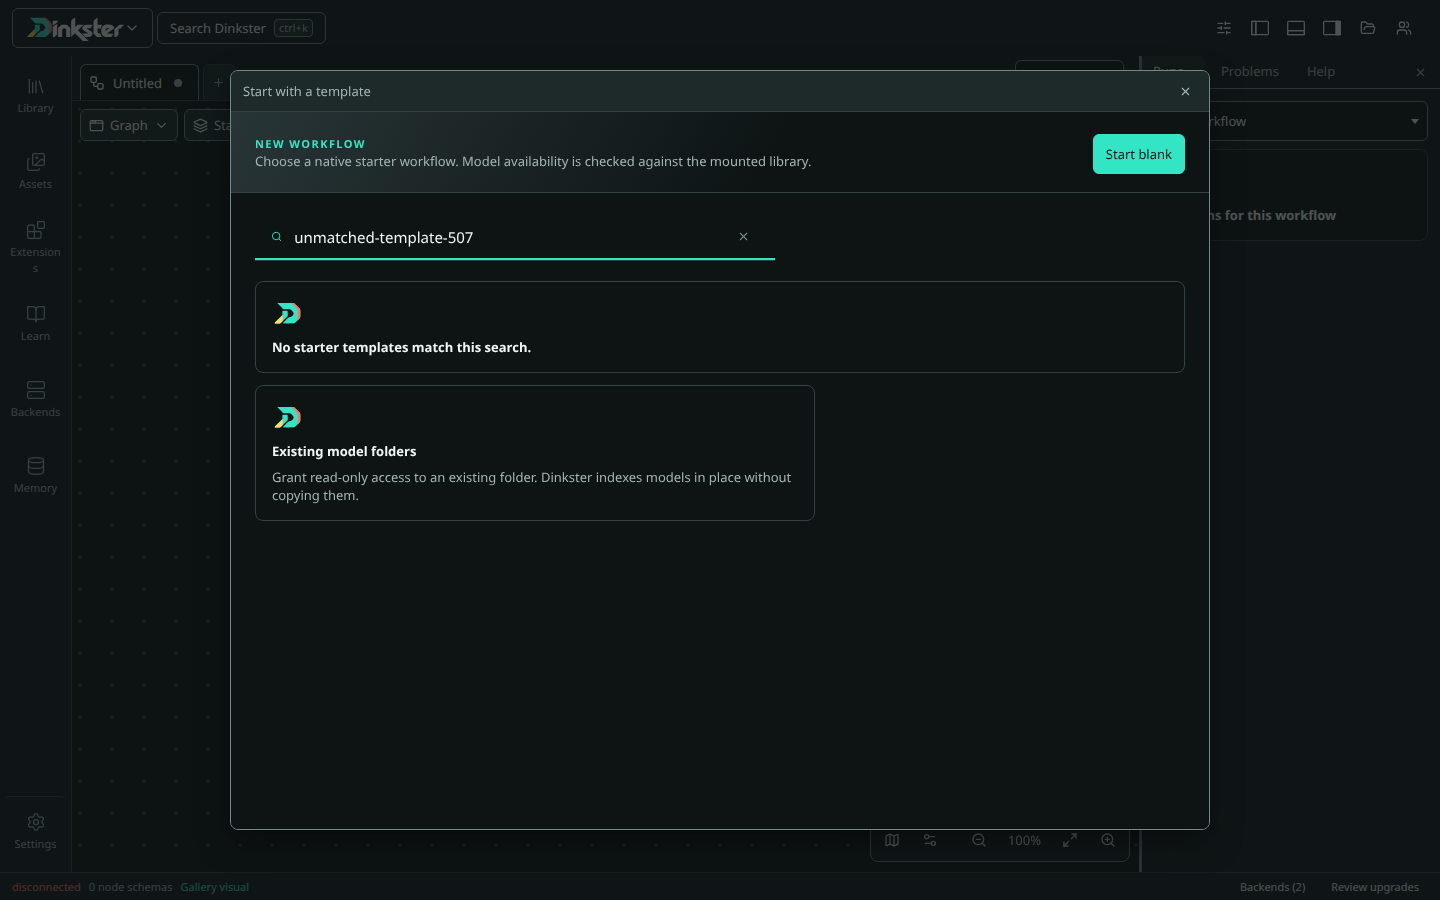 Dinkster
Search Dinkster ctrl+k
Library
Assets
Extension
s
Learn
Backends
Memory
Settings
Untitled
Graph
Problems
Help
Start with a template
NEW WORKFLOW
Choose a native starter workflow. Model availability is checked against the mounted library.
Start blank
unmatched-template-507
No starter templates match this search.
Existing model folders
Grant read-only access to an existing folder. Dinkster indexes models in place without
copying them.
for this workflow
100%
disconnected 0 node schemas Gallery visual
Backends (2) Review upgrades